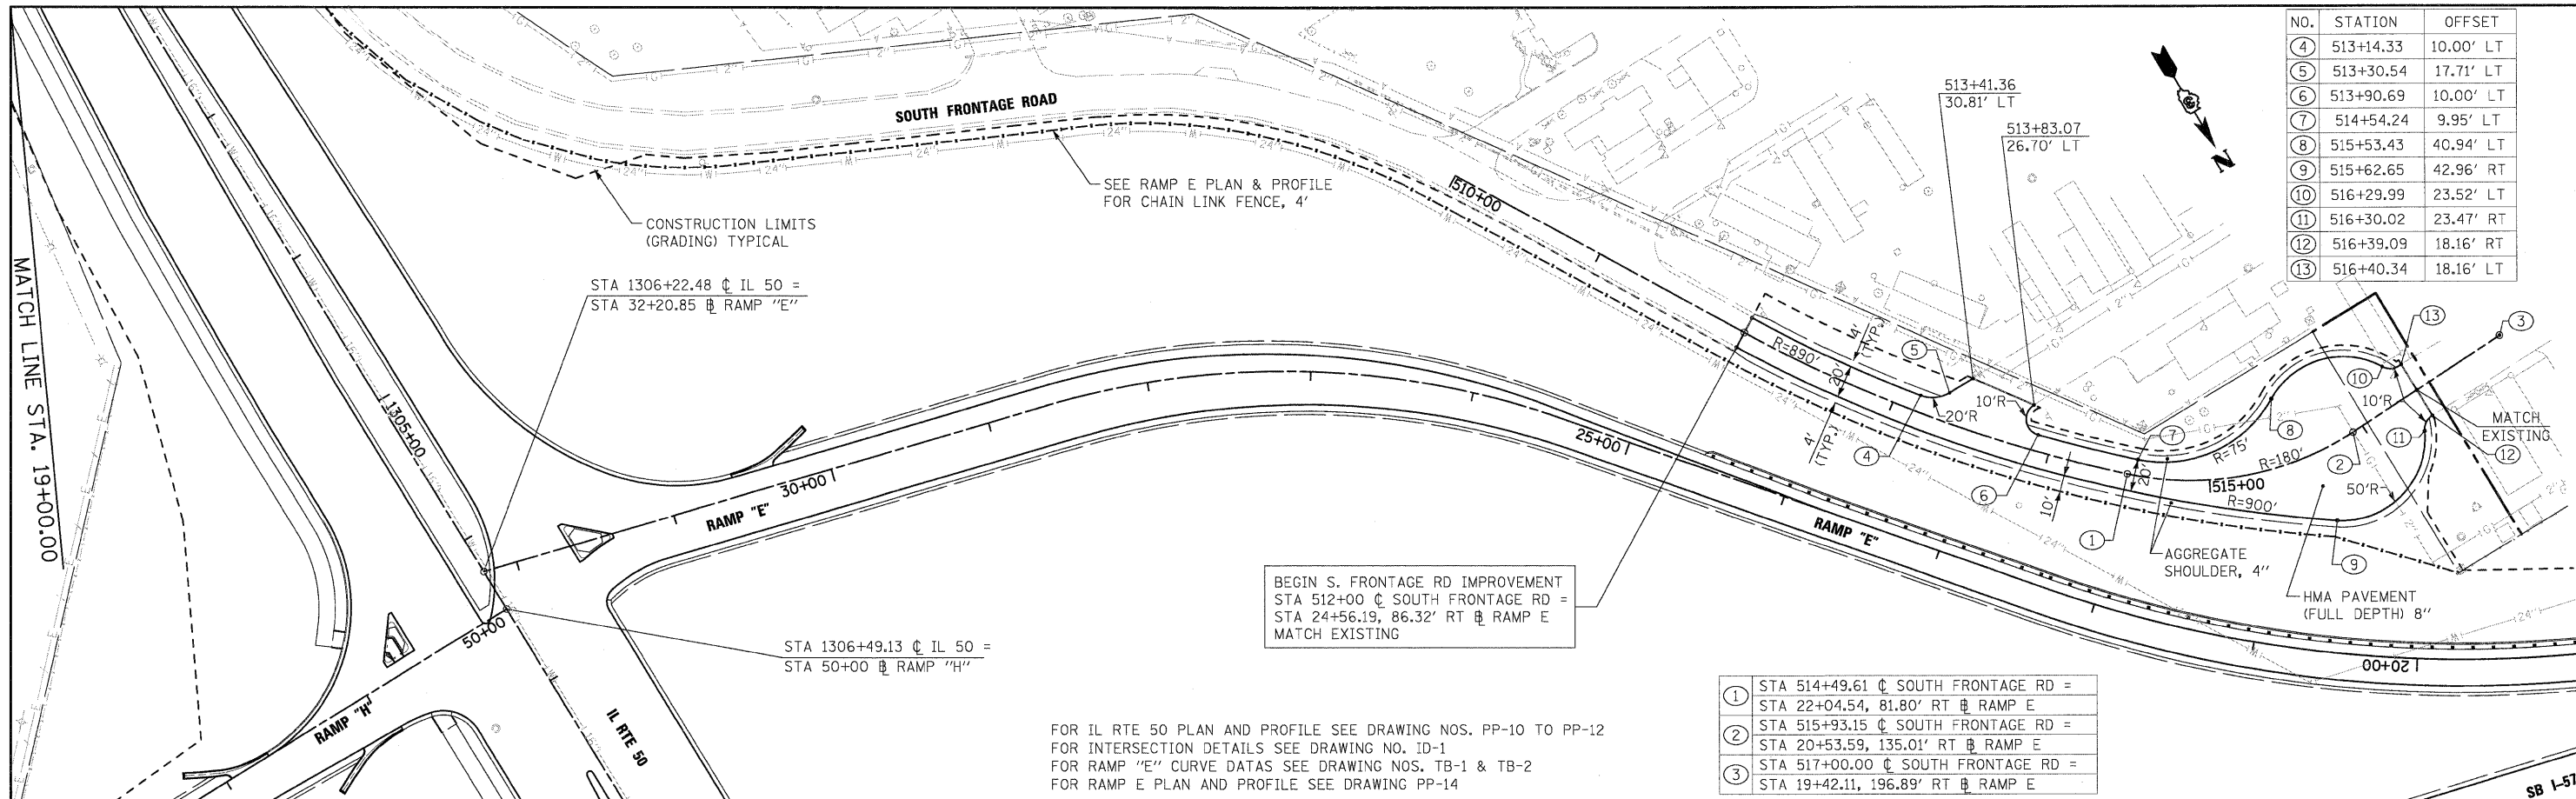 NO. STATION OFFSET
4 513+14.33 10.00' LT
5 513+30.54 17.71' LT
6 513+90.69 10.00' LT
7 514+54.24 9.95' LT
8 515+53.43 40.94' LT
9 515+62.65 42.96' RT
10 516+29.99 23.52' LT
11 516+30.02 23.47' RT
12 516+39.09 18.16' RT
13 516+40.34 18.16' LT
SOUTH FRONTAGE ROAD
513+41.36
30.81' LT
513+83.07
26.70' LT
N
SEE RAMP E PLAN & PROFILE
FOR CHAIN LINK FENCE, 4'
510+00
CONSTRUCTION LIMITS
(GRADING) TYPICAL
MATCH LINE STA. 19+00.00
STA 1306+22.48 ℄ IL 50 =
STA 32+20.85 ⅊ RAMP "E"
1305+00
R=890'
14'
(TYP.)
20'
4'
(TYP.)
5
20'R
10'R
4
6
7
20'
10'
1
R=75'
R=180'
515+00
R=900'
8
2
50'R
9
10
10'R
11
12
13
3
MATCH
EXISTING
AGGREGATE
SHOULDER, 4"
HMA PAVEMENT
(FULL DEPTH) 8"
25+00
30+00
RAMP "E"
RAMP "E"
20+00
BEGIN S. FRONTAGE RD IMPROVEMENT
STA 512+00 ℄ SOUTH FRONTAGE RD =
STA 24+56.19, 86.32' RT ⅊ RAMP E
MATCH EXISTING
50+00
STA 1306+49.13 ℄ IL 50 =
STA 50+00 ⅊ RAMP "H"
RAMP "H"
IL RTE 50
FOR IL RTE 50 PLAN AND PROFILE SEE DRAWING NOS. PP-10 TO PP-12
FOR INTERSECTION DETAILS SEE DRAWING NO. ID-1
FOR RAMP "E" CURVE DATAS SEE DRAWING NOS. TB-1 & TB-2
FOR RAMP E PLAN AND PROFILE SEE DRAWING PP-14
1 STA 514+49.61 ℄ SOUTH FRONTAGE RD =
STA 22+04.54, 81.80' RT ⅊ RAMP E
2 STA 515+93.15 ℄ SOUTH FRONTAGE RD =
STA 20+53.59, 135.01' RT ⅊ RAMP E
3 STA 517+00.00 ℄ SOUTH FRONTAGE RD =
STA 19+42.11, 196.89' RT ⅊ RAMP E
SB I-57